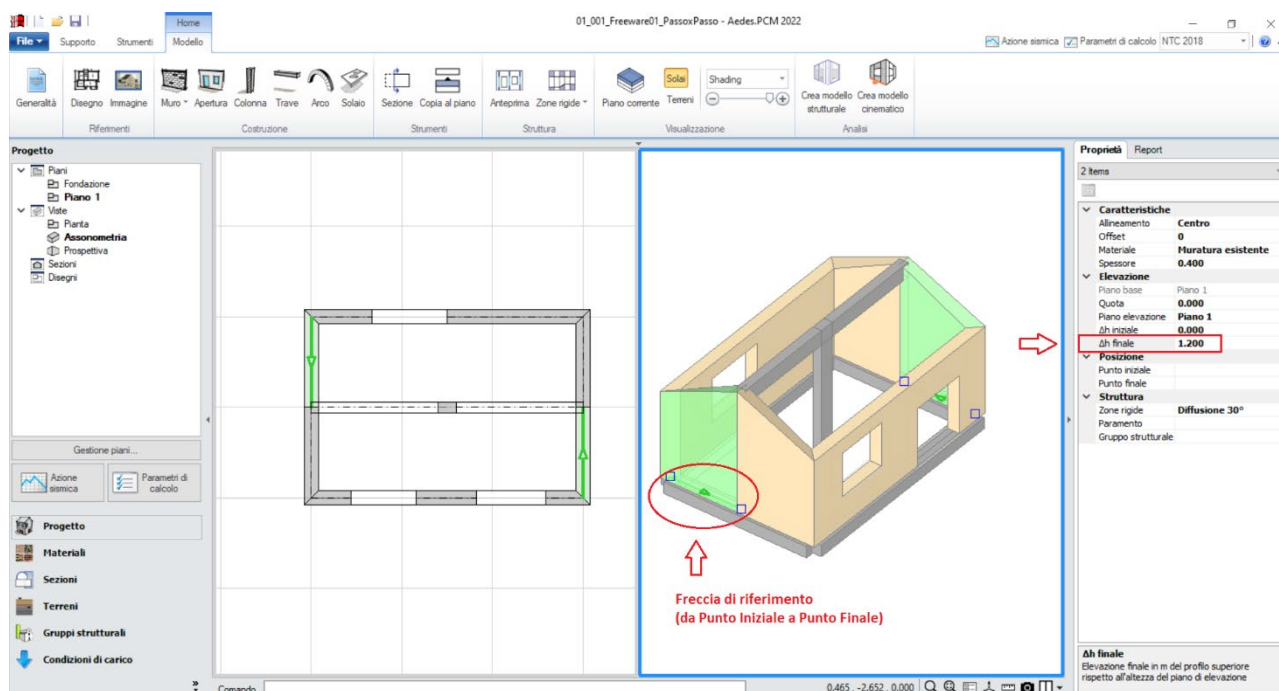 01_001_Freeware01_PassoxPasso - Aedes.PCM 2022
Home
File Supporto Strumenti Modello
Azione sismica Parametri di calcolo NTC 2018
Generalità Disegno Immagine Muro Apertura Colonna Trave Arco Solaio Sezione Copia al piano Anteprima Zone rigide Piano corrente Solai Terreni Shading Crea modello strutturale Crea modello cinematico
Riferimenti Costruzione Strumenti Struttura Visualizzazione Analisi
Progetto
Piani
Fondazione
Piano 1
Viste
Pianta
Assonometria
Prospettiva
Sezioni
Disegni
Gestione piani...
Azione sismica
Parametri di calcolo
Progetto
Materiali
Sezioni
Terreni
Gruppi strutturali
Condizioni di carico
Freccia di riferimento
(da Punto Iniziale a Punto Finale)
Proprietà Report
2 Items
Caratteristiche
Allineamento Centro
Offset 0
Materiale Muratura esistente
Spessore 0.400
Elevazione
Piano base Piano 1
Quota 0.000
Piano elevazione Piano 1
Δh iniziale 0.000
Δh finale 1.200
Posizione
Punto iniziale
Punto finale
Struttura
Zone rigide Diffusione 30°
Paramento
Gruppo strutturale
Δh finale
Elevazione finale in m del profilo superiore
rispetto all'altezza del piano di elevazione
Comando
0.465 , -2.652 , 0.000